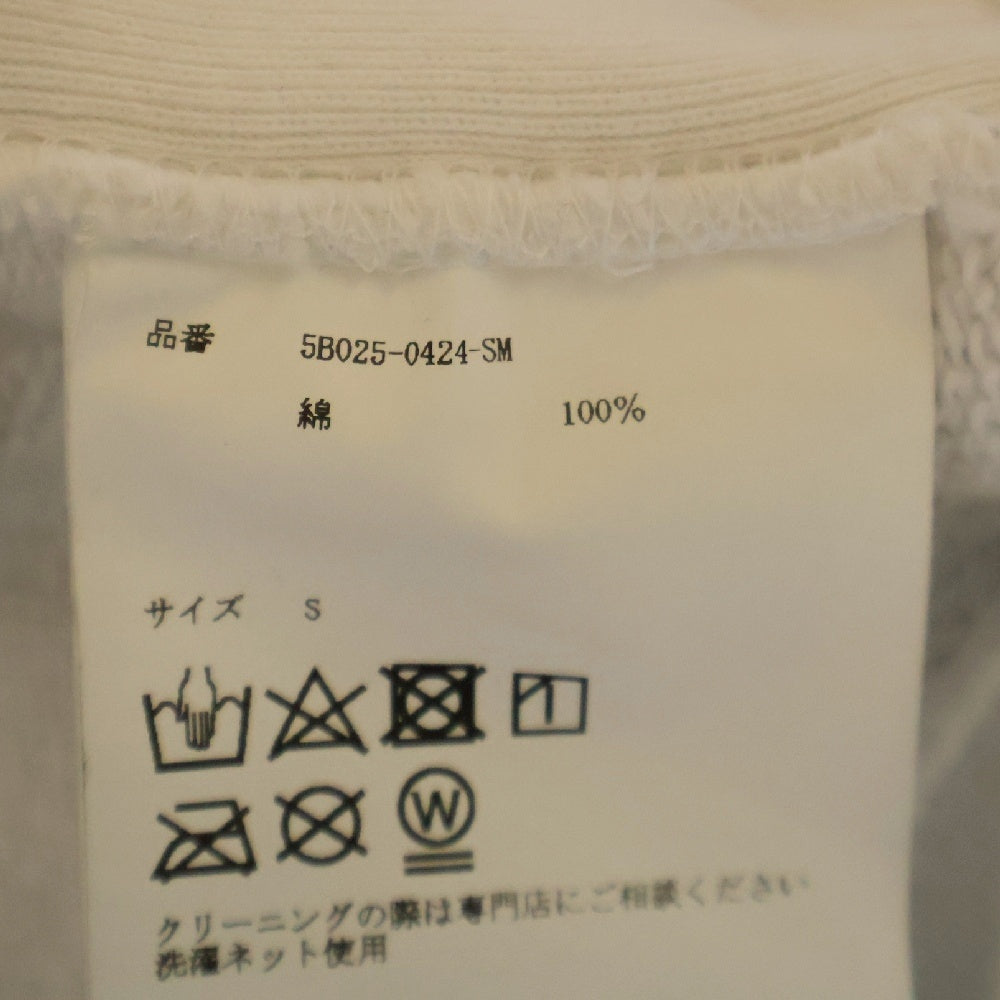 品番 5B025-0424-SM
綿 100%
サイズ S
W
クリーニングの際は専門店にご相談ください
洗濯ネット使用